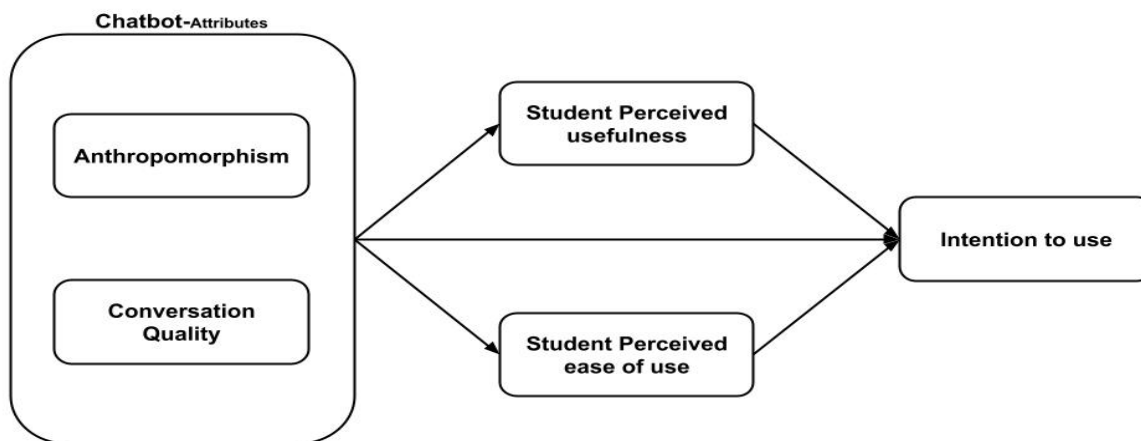 Chatbot-Attributes
Anthropomorphism
Conversation
Quality
Student Perceived
usefulness
Student Perceived
ease of use
Intention to use